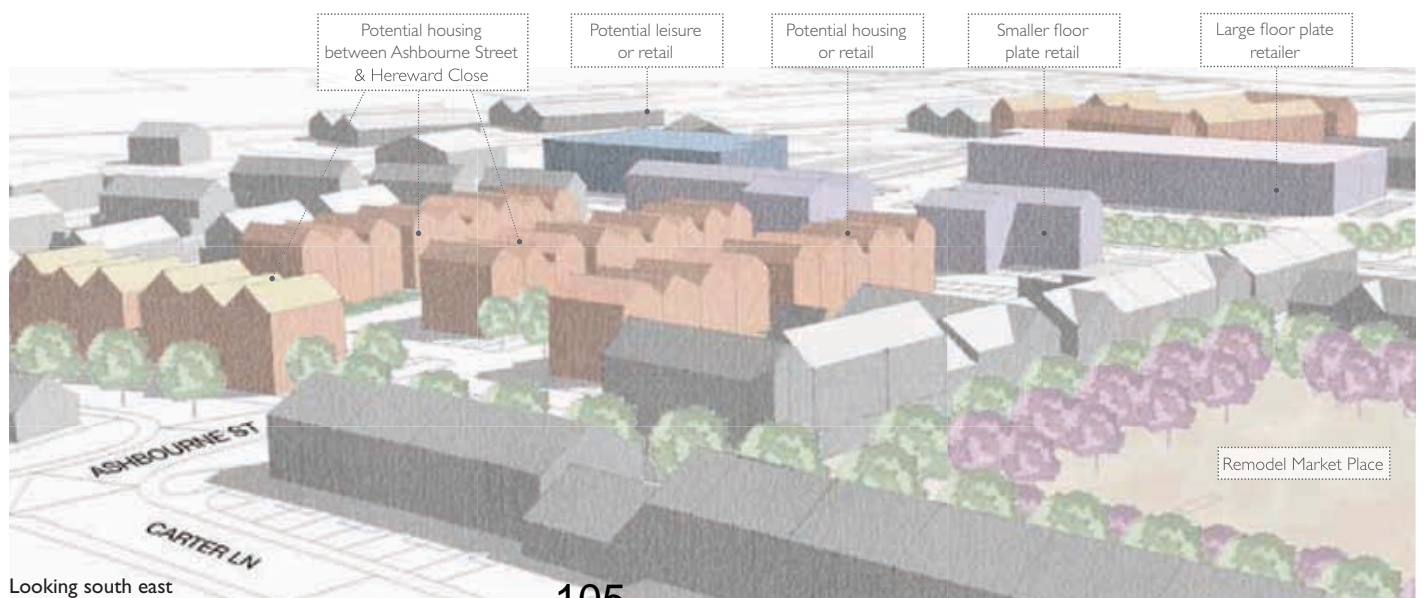 Potential housing
between Ashbourne Street
& Hereward Close
Potential leisure
or retail
Potential housing
or retail
Smaller floor
plate retail
Large floor plate
retailer
ASHBOURNE ST
CARTER LN
Remodel Market Place
Looking south east
105